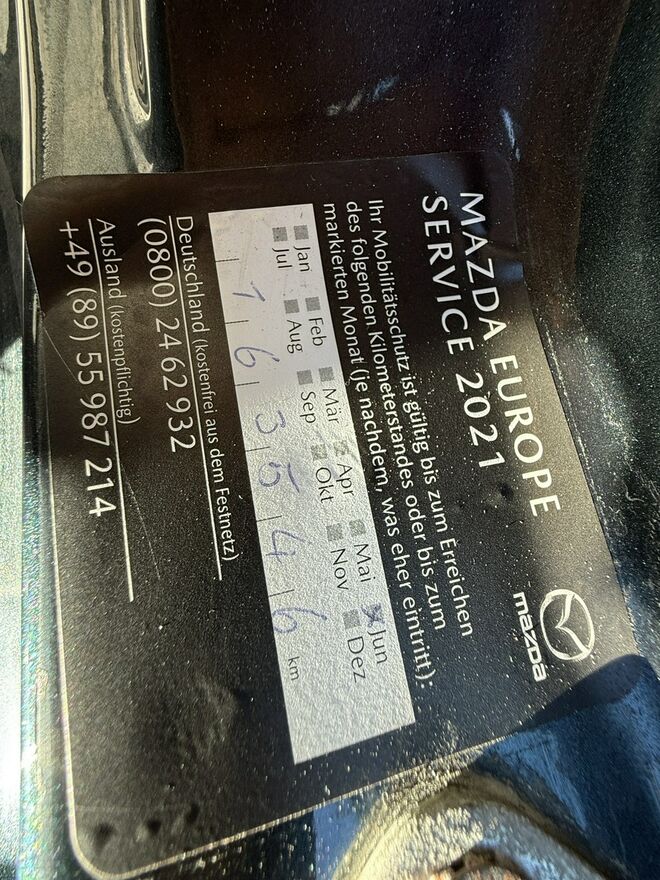 MAZDA EUROPE
SERVICE 2021
mazda
Ihr Mobilitätsschutz ist gültig bis zum Erreichen
des folgenden Kilometerstandes oder bis zum
markierten Monat (je nachdem, was eher eintritt):
Jan Feb Mär Apr Mai Jun
Jul Aug Sep Okt Nov Dez
163546 km
Deutschland (kostenfrei aus dem Festnetz)
(0800) 24 62 932
Ausland (kostenpflichtig)
+49 (89) 55 987 214